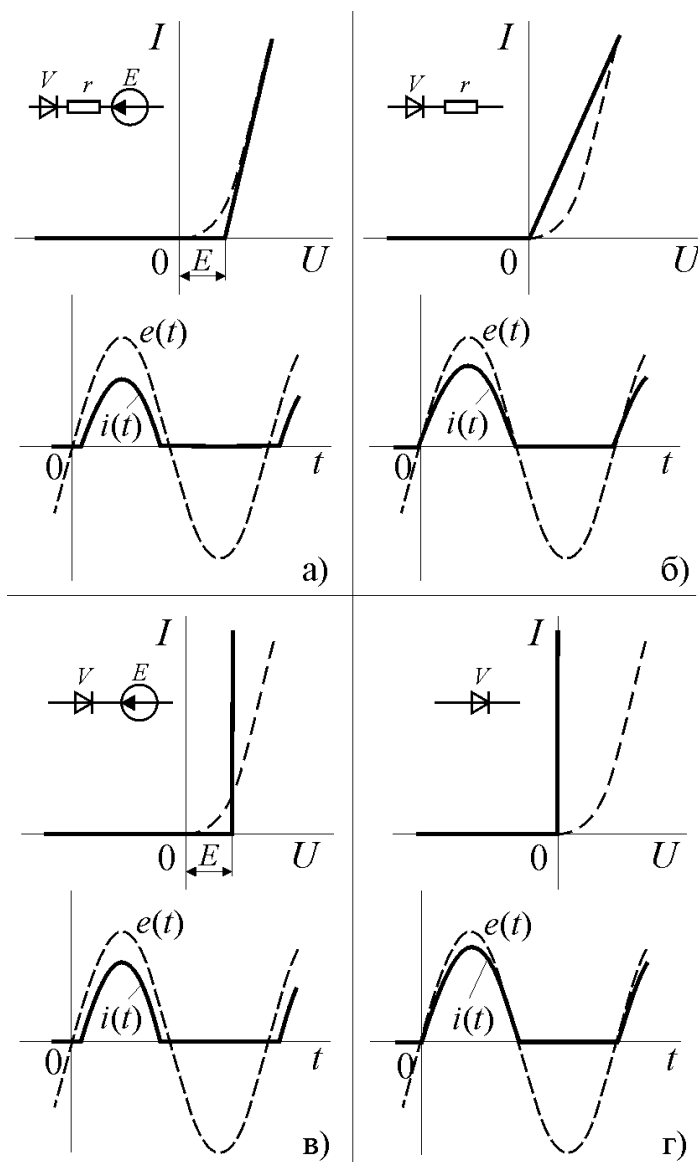 I
I
V r E
V r
0 E U
0 U
e(t)
e(t)
i(t)
i(t)
0 t
0 t
а)
б)
I
I
V E
V
0 E U
0 U
e(t)
e(t)
i(t)
i(t)
0 t
0 t
в)
г)